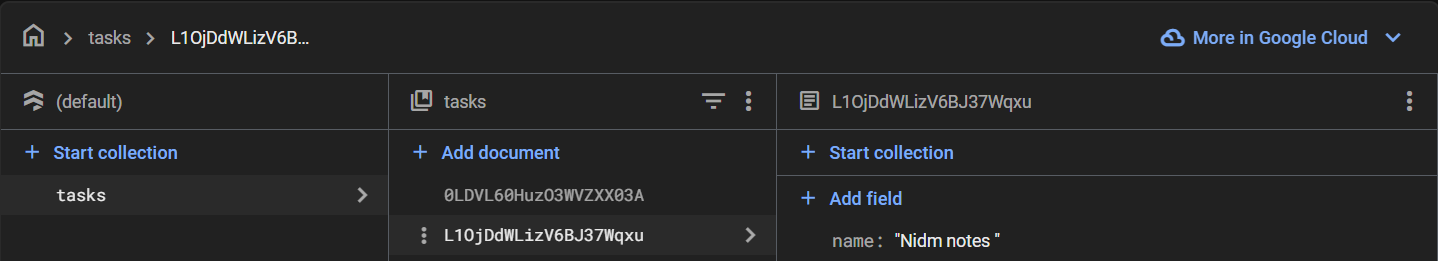 tasks
L1OjDdWLizV6B…
More in Google Cloud
(default)
tasks
L1OjDdWLizV6BJ37Wqxu
+ Start collection
+ Add document
+ Start collection
tasks
0LDVL60HuzO3WVZXX03A
+ Add field
L1OjDdWLizV6BJ37Wqxu
name: "Nidm notes "